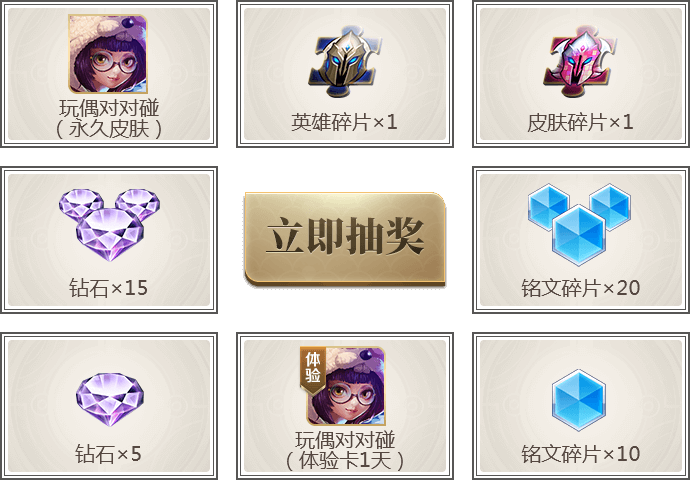 玩偶对对碰
（永久皮肤）
英雄碎片×1
皮肤碎片×1
钻石×15
立即抽奖
铭文碎片×20
钻石×5
体验
玩偶对对碰
（体验卡1天）
铭文碎片×10